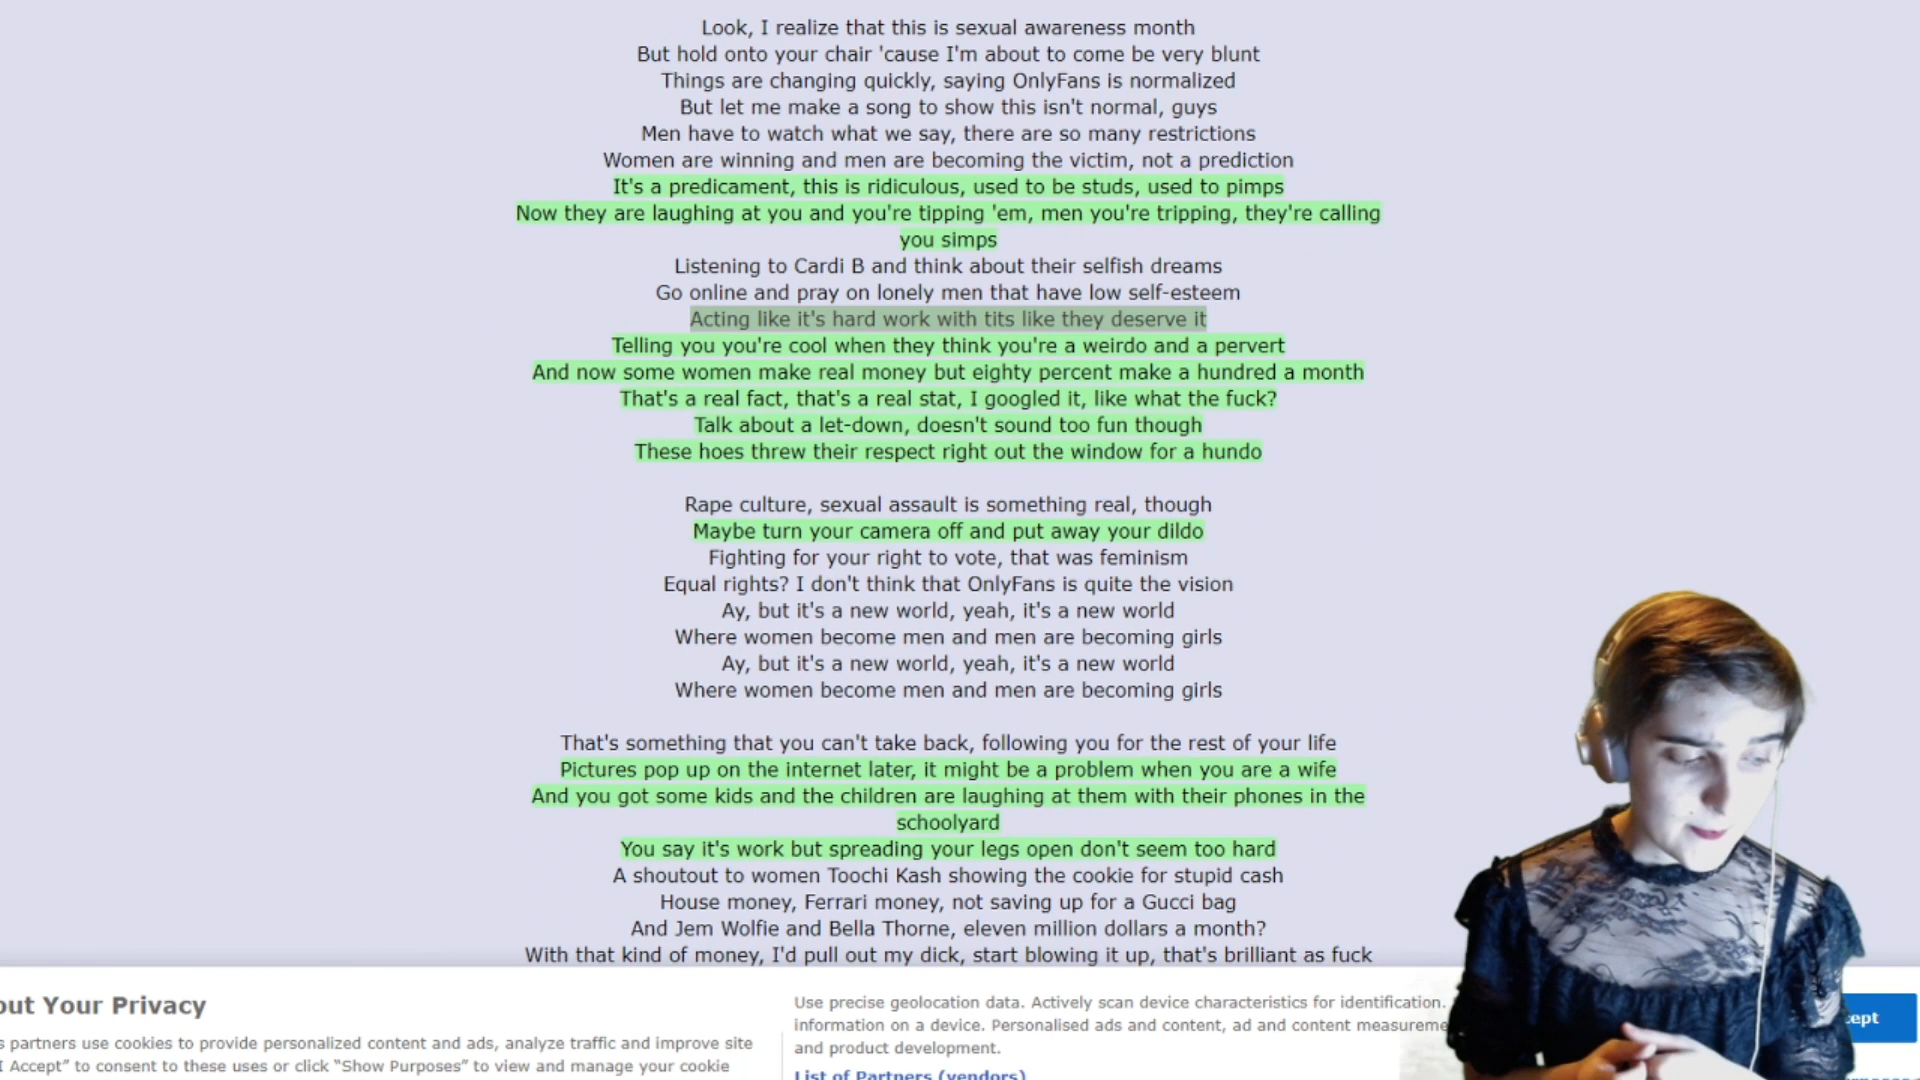 Look, I realize that this is sexual awareness month
But hold onto your chair 'cause I'm about to come be very blunt
Things are changing quickly, saying OnlyFans is normalized
But let me make a song to show this isn't normal, guys
Men have to watch what we say, there are so many restrictions
Women are winning and men are becoming the victim, not a prediction
It's a predicament, this is ridiculous, used to be studs, used to pimps
Now they are laughing at you and you're tipping 'em, men you're tripping, they're calling
you simps
Listening to Cardi B and think about their selfish dreams
Go online and pray on lonely men that have low self-esteem
Acting like it's hard work with tits like they deserve it
Telling you you're cool when they think you're a weirdo and a pervert
And now some women make real money but eighty percent make a hundred a month
That's a real fact, that's a real stat, I googled it, like what the fuck?
Talk about a let-down, doesn't sound too fun though
These hoes threw their respect right out the window for a hundo
Rape culture, sexual assault is something real, though
Maybe turn your camera off and put away your dildo
Fighting for your right to vote, that was feminism
Equal rights? I don't think that OnlyFans is quite the vision
Ay, but it's a new world, yeah, it's a new world
Where women become men and men are becoming girls
Ay, but it's a new world, yeah, it's a new world
Where women become men and men are becoming girls
That's something that you can't take back, following you for the rest of your life
Pictures pop up on the internet later, it might be a problem when you are a wife
And you got some kids and the children are laughing at them with their phones in the
schoolyard
You say it's work but spreading your legs open don't seem too hard
A shoutout to women Toochi Kash showing the cookie for stupid cash
House money, Ferrari money, not saving up for a Gucci bag
And Jem Wolfie and Bella Thorne, eleven million dollars a month?
With that kind of money, I'd pull out my dick, start blowing it up, that's brilliant as fuck
out Your Privacy
s partners use cookies to provide personalized content and ads, analyze traffic and improve site
I Accept" to consent to these uses or click "Show Purposes" to view and manage your cookie
Use precise geolocation data. Actively scan device characteristics for identification.
information on a device. Personalised ads and content, ad and content measureme
and product development.
List of Partners (vendors)
cept